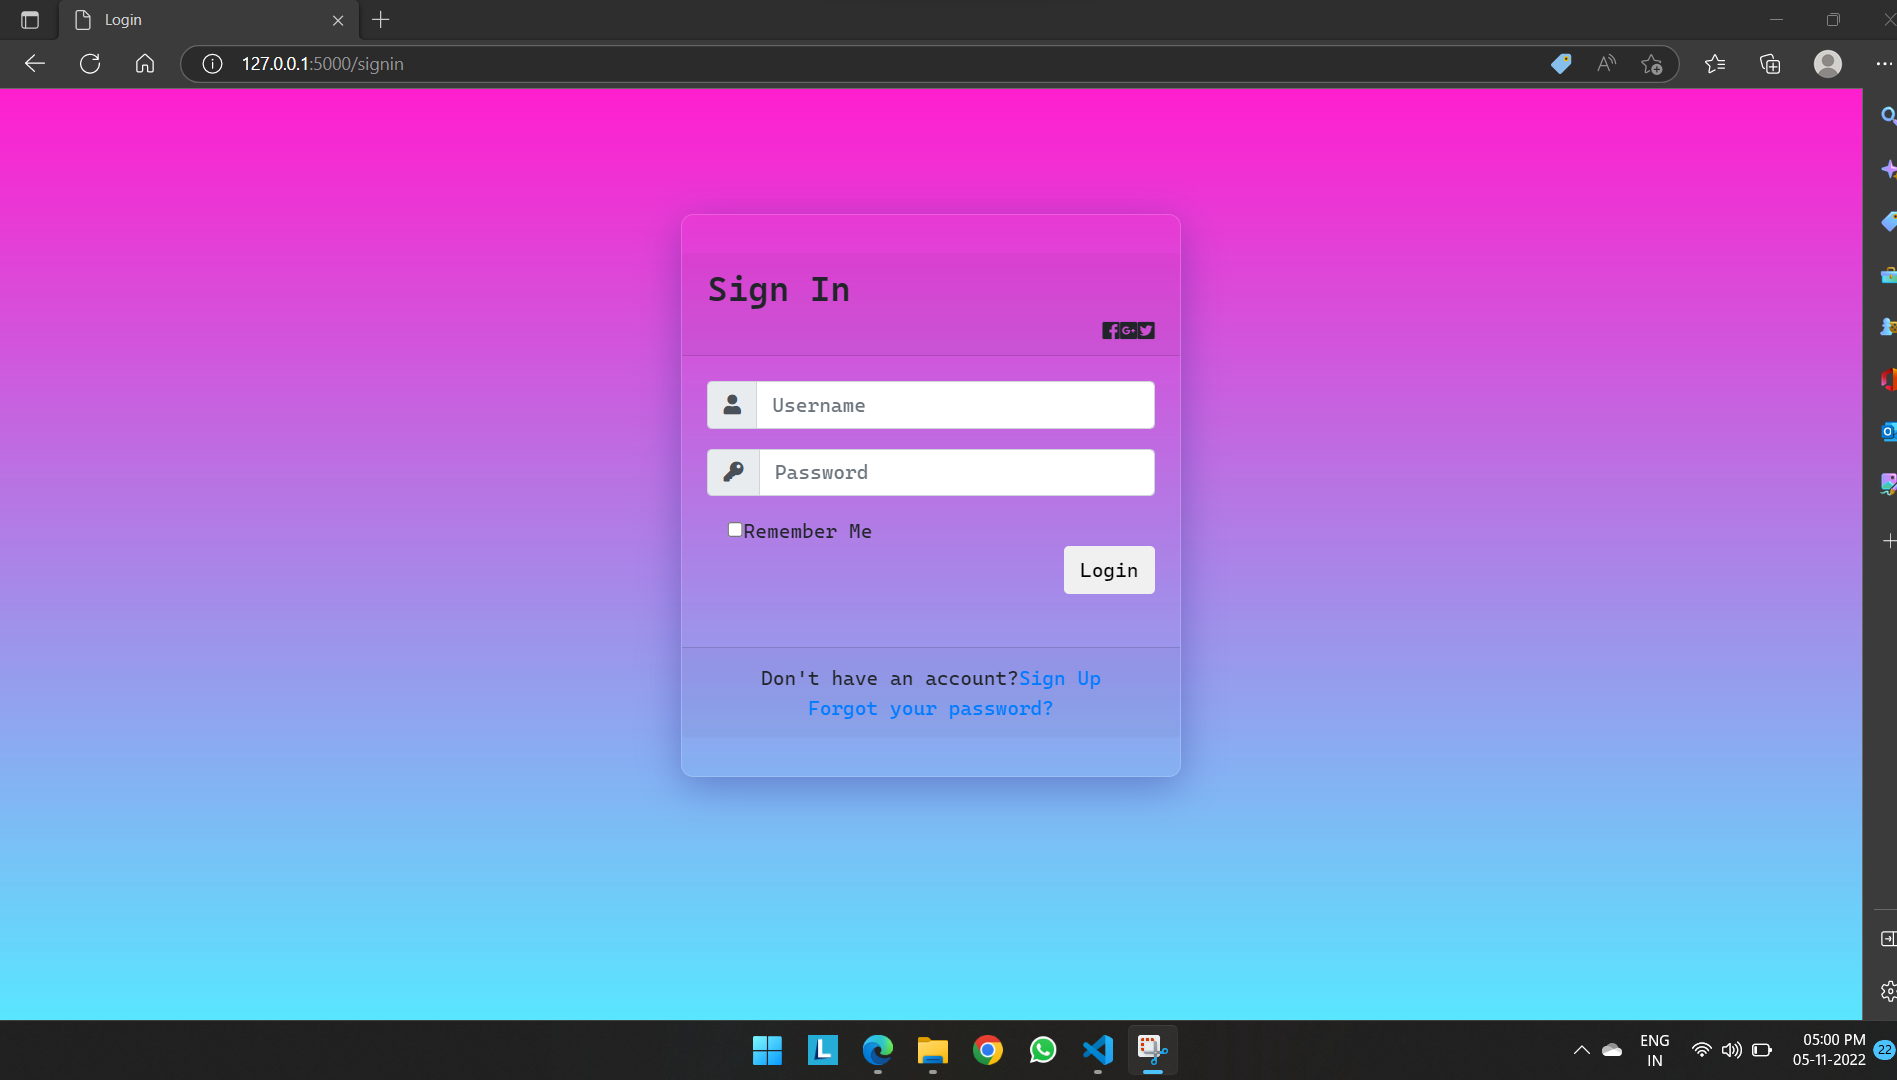 Login
127.0.0.1:5000/signin
Sign In
Username
Password
Remember Me
Login
Don't have an account?Sign Up
Forgot your password?
ENG
IN
05:00 PM
05-11-2022
22